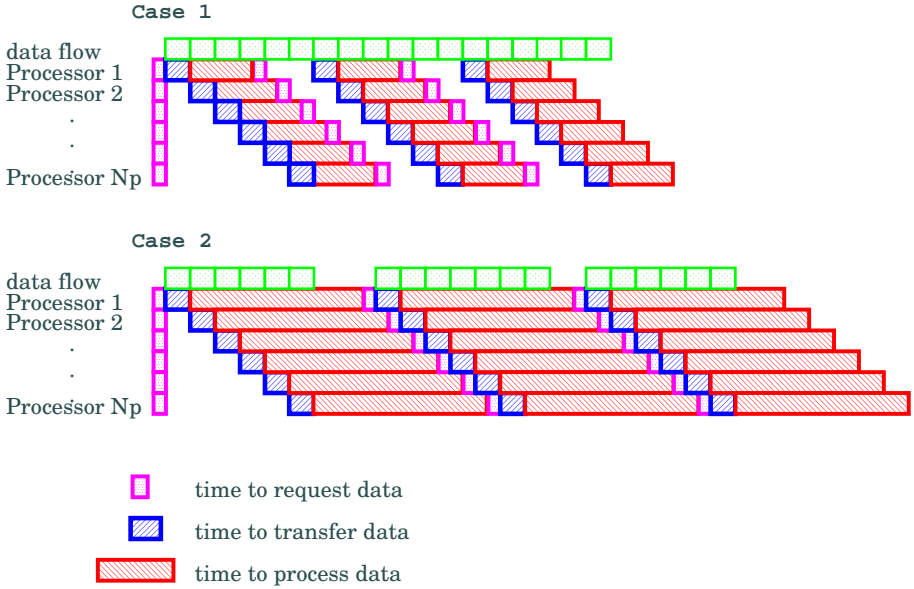 Case 1
data flow
Processor 1
Processor 2
.
.
.
Processor Np
Case 2
data flow
Processor 1
Processor 2
.
.
.
Processor Np
time to request data
time to transfer data
time to process data